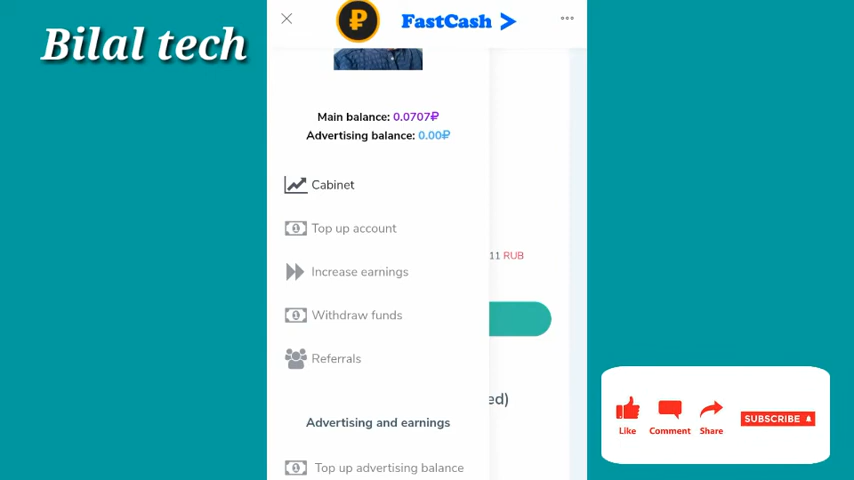 Bilal tech
FastCash
Main balance: 0.0707₽
Advertising balance: 0.00₽
Cabinet
Top up account
Increase earnings
11 RUB
Withdraw funds
Referrals
ed)
Advertising and earnings
Top up advertising balance
Like
Comment
Share
SUBSCRIBE